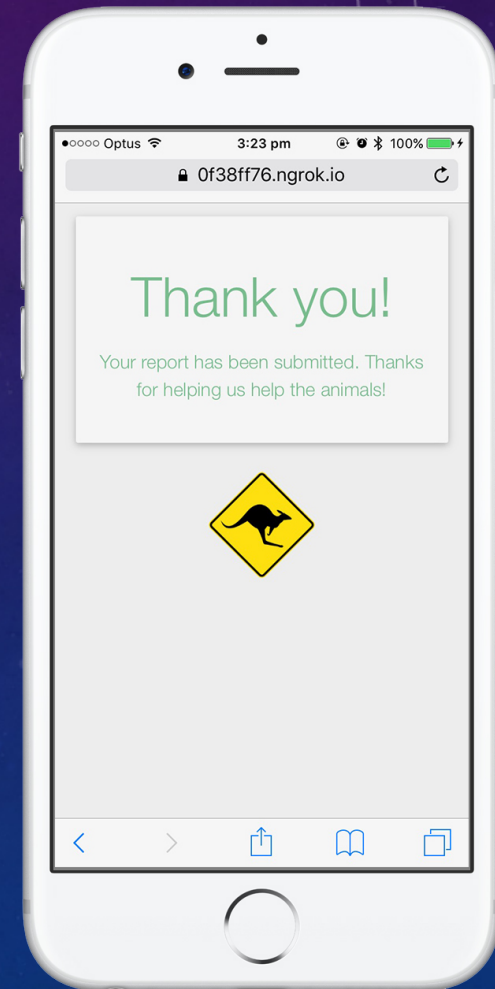 Optus 3:23 pm 100%
0f38ff76.ngrok.io
Thank you!
Your report has been submitted. Thanks
for helping us help the animals!